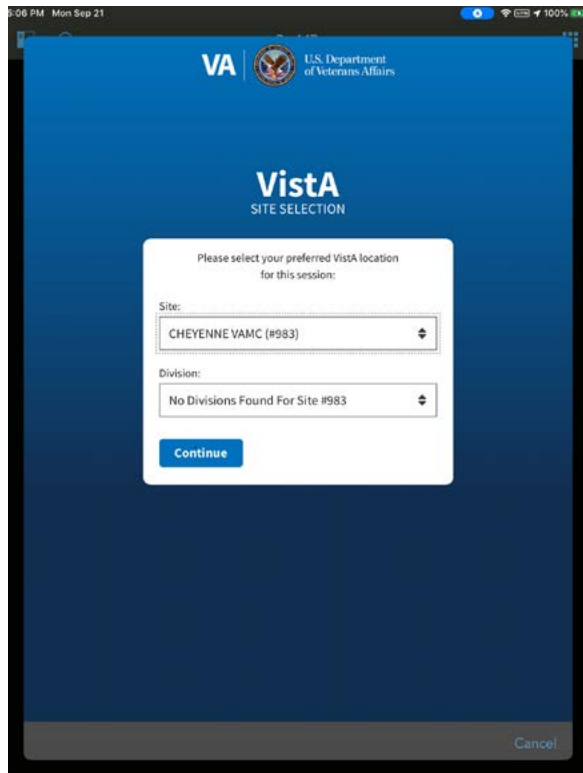 5:06 PM Mon Sep 21
100%
VA
U.S. Department
of Veterans Affairs
VistA
SITE SELECTION
Please select your preferred VistA location
for this session:
Site:
CHEYENNE VAMC (#983)
Division:
No Divisions Found For Site #983
Continue
Cancel